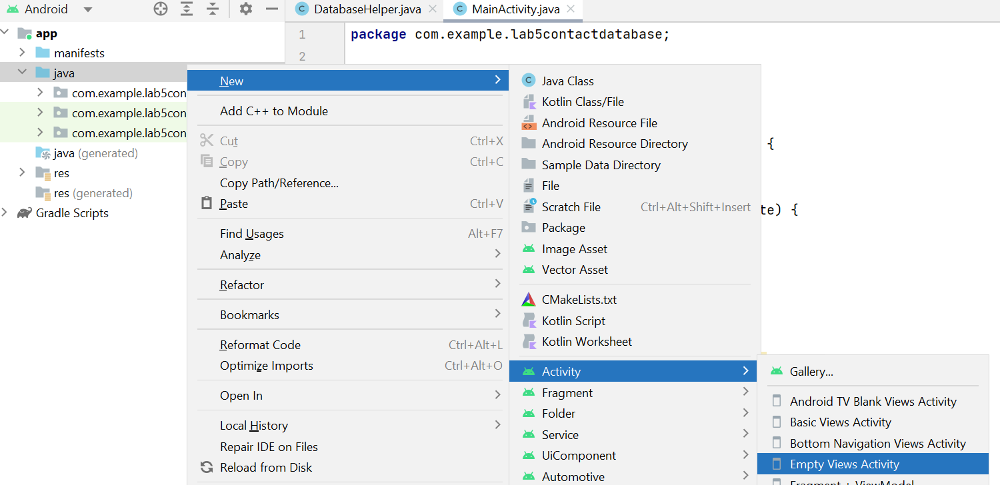 Android
DatabaseHelper.java
MainActivity.java
app
manifests
java
com.example.lab5con
com.example.lab5con
com.example.lab5con
java (generated)
res
res (generated)
Gradle Scripts
1
package com.example.lab5contactdatabase;
2
{
te) {
New
Add C++ to Module
Cut Ctrl+X
Copy Ctrl+C
Copy Path/Reference...
Paste Ctrl+V
Find Usages Alt+F7
Analyze
Refactor
Bookmarks
Reformat Code Ctrl+Alt+L
Optimize Imports Ctrl+Alt+O
Open In
Local History
Repair IDE on Files
Reload from Disk
Java Class
Kotlin Class/File
Android Resource File
Android Resource Directory
Sample Data Directory
File
Scratch File Ctrl+Alt+Shift+Insert
Package
Image Asset
Vector Asset
CMakeLists.txt
Kotlin Script
Kotlin Worksheet
Activity
Fragment
Folder
Service
UiComponent
Automotive
Gallery...
Android TV Blank Views Activity
Basic Views Activity
Bottom Navigation Views Activity
Empty Views Activity
Fragment + ViewModel